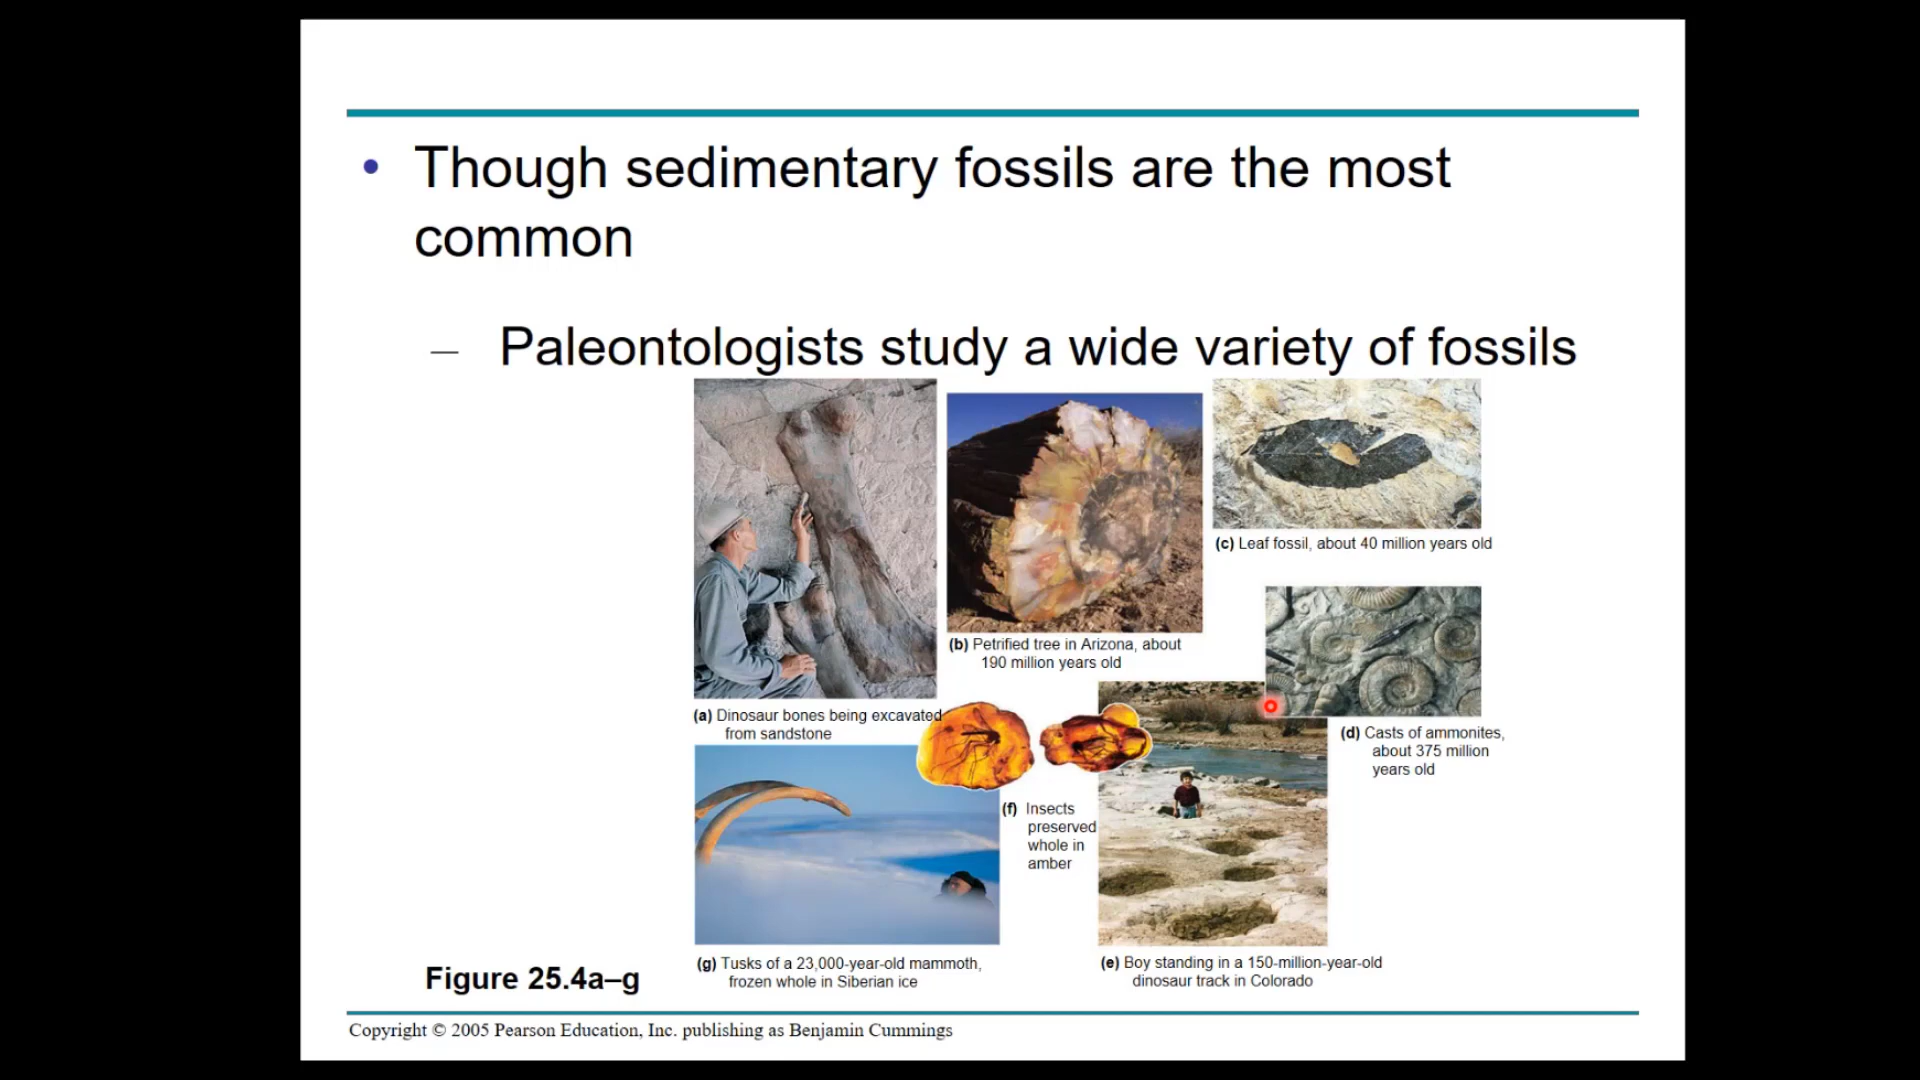 • Though sedimentary fossils are the most
common
– Paleontologists study a wide variety of fossils
(a) Dinosaur bones being excavated
from sandstone
(b) Petrified tree in Arizona, about
190 million years old
(c) Leaf fossil, about 40 million years old
(d) Casts of ammonites,
about 375 million
years old
(f) Insects
preserved
whole in
amber
(g) Tusks of a 23,000-year-old mammoth,
frozen whole in Siberian ice
(e) Boy standing in a 150-million-year-old
dinosaur track in Colorado
Figure 25.4a–g
Copyright © 2005 Pearson Education, Inc. publishing as Benjamin Cummings